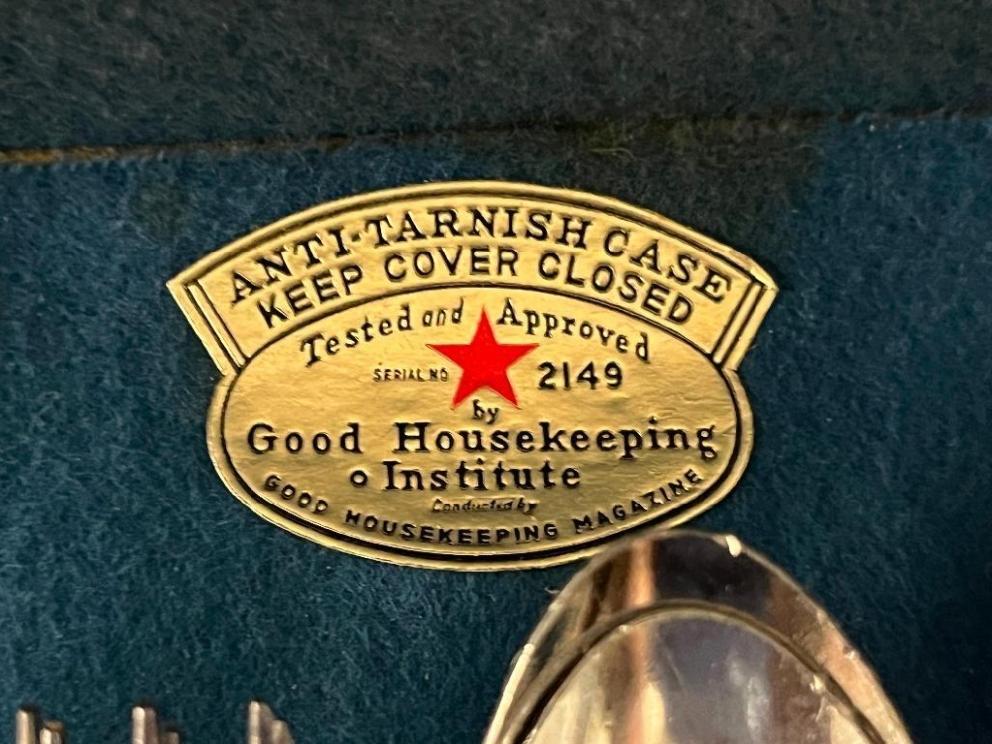 ANTI-TARNISH CASE
KEEP COVER CLOSED
Tested and Approved
SERIAL NO 2149
by
Good Housekeeping
Institute
Conducted by
GOOD HOUSEKEEPING MAGAZINE